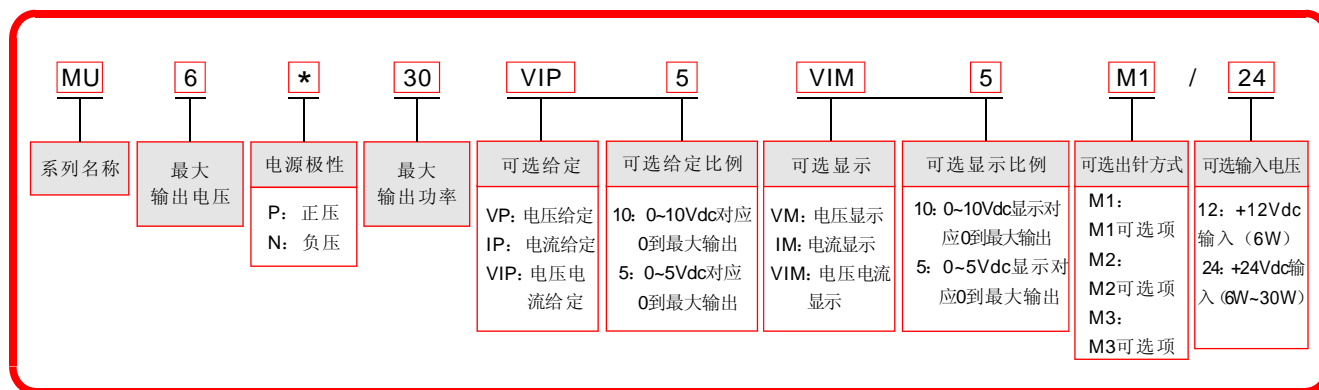 MU 6 * 30 VIP 5 VIM 5 M1 / 24
系列名称
最大
输出电压
电源极性
P: 正压
N: 负压
最大
输出功率
可选给定
VP: 电压给定
IP: 电流给定
VIP: 电压电
流给定
可选给定比例
10: 0~10Vdc对应
0到最大输出
5: 0~5Vdc对应
0到最大输出
可选显示
VM: 电压显示
IM: 电流显示
VIM: 电压电流
显示
可选显示比例
10: 0~10Vdc显示对
应0到最大输出
5: 0~5Vdc显示对
应0到最大输出
可选出针方式
M1:
M1可选项
M2:
M2可选项
M3:
M3可选项
可选输入电压
12: +12Vdc
输入（6W）
24: +24Vdc输
入（6W~30W）